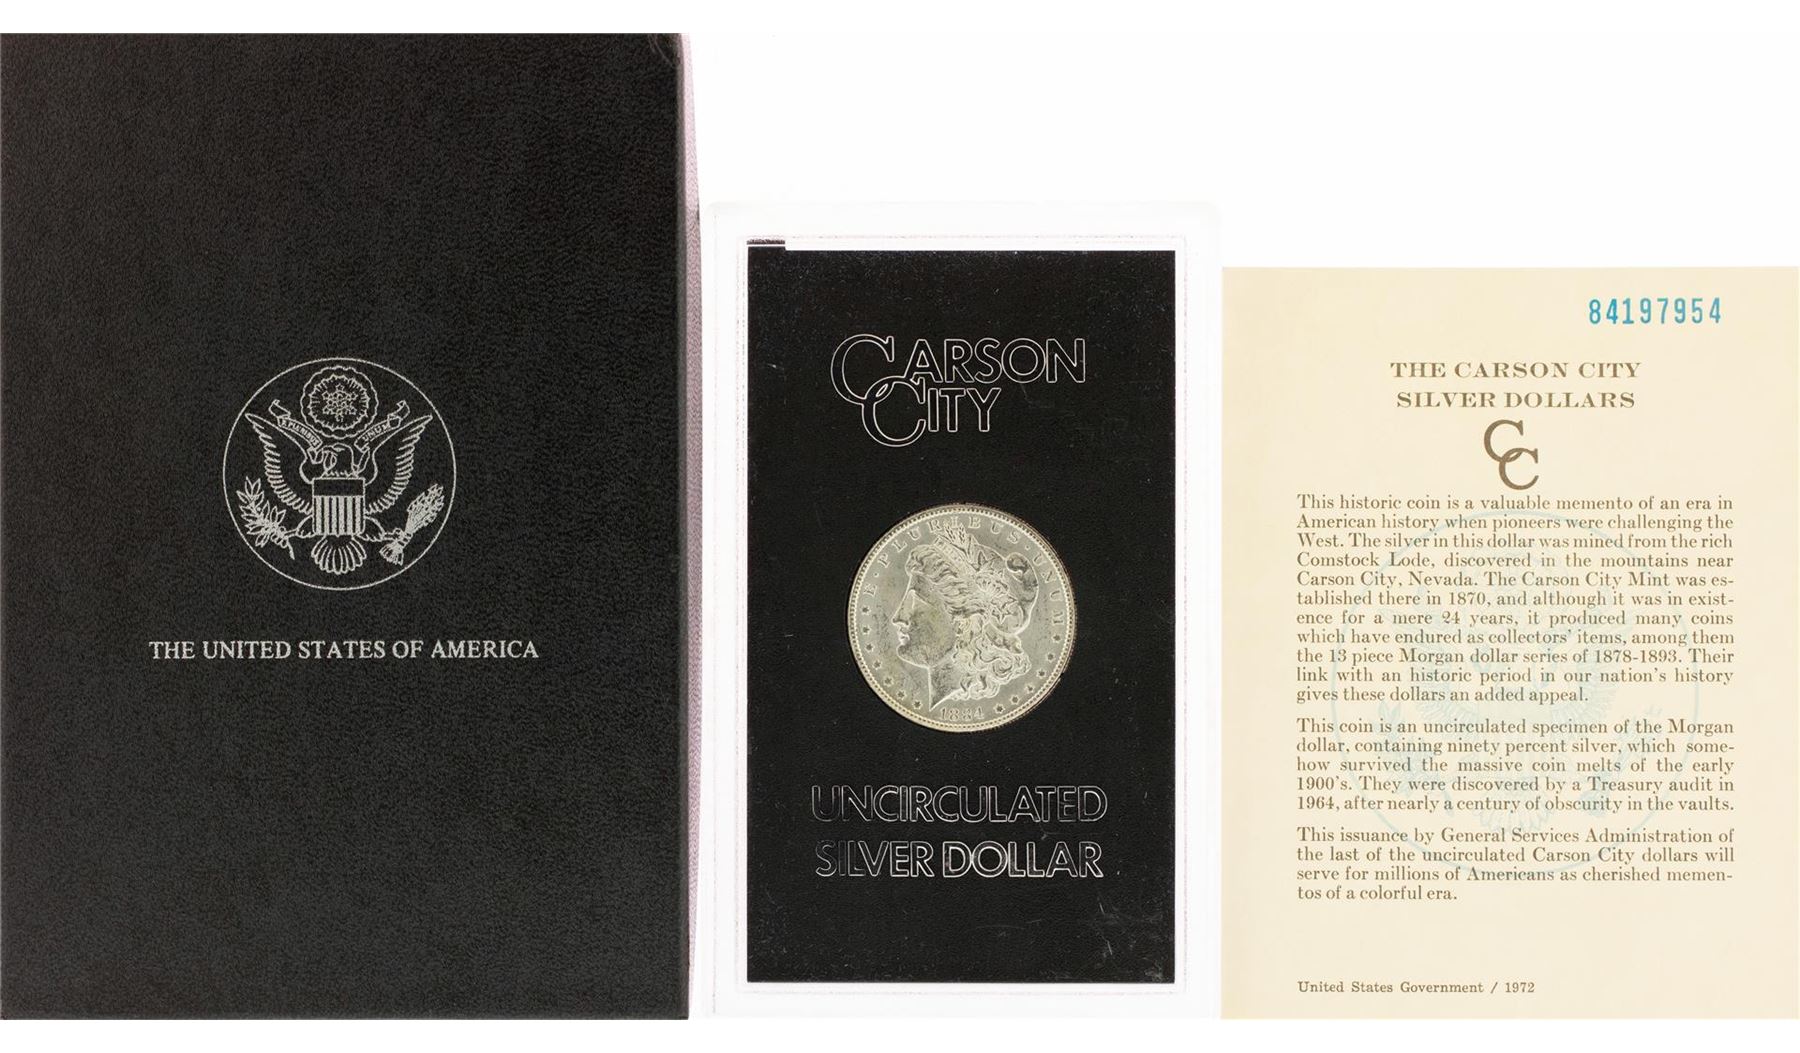 E PLURIBUS UNUM
THE UNITED STATES OF AMERICA
CARSON
CITY
E·PLURIBUS·UNUM
1884
UNCIRCULATED
SILVER DOLLAR
84197954
THE CARSON CITY
SILVER DOLLARS
CC
This historic coin is a valuable memento of an era in
American history when pioneers were challenging the
West. The silver in this dollar was mined from the rich
Comstock Lode, discovered in the mountains near
Carson City, Nevada. The Carson City Mint was es-
tablished there in 1870, and although it was in exist-
ence for a mere 24 years, it produced many coins
which have endured as collectors' items, among them
the 13 piece Morgan dollar series of 1878-1893. Their
link with an historic period in our nation's history
gives these dollars an added appeal.
This coin is an uncirculated specimen of the Morgan
dollar, containing ninety percent silver, which some-
how survived the massive coin melts of the early
1900's. They were discovered by a Treasury audit in
1964, after nearly a century of obscurity in the vaults.
This issuance by General Services Administration of
the last of the uncirculated Carson City dollars will
serve for millions of Americans as cherished memen-
tos of a colorful era.
United States Government / 1972